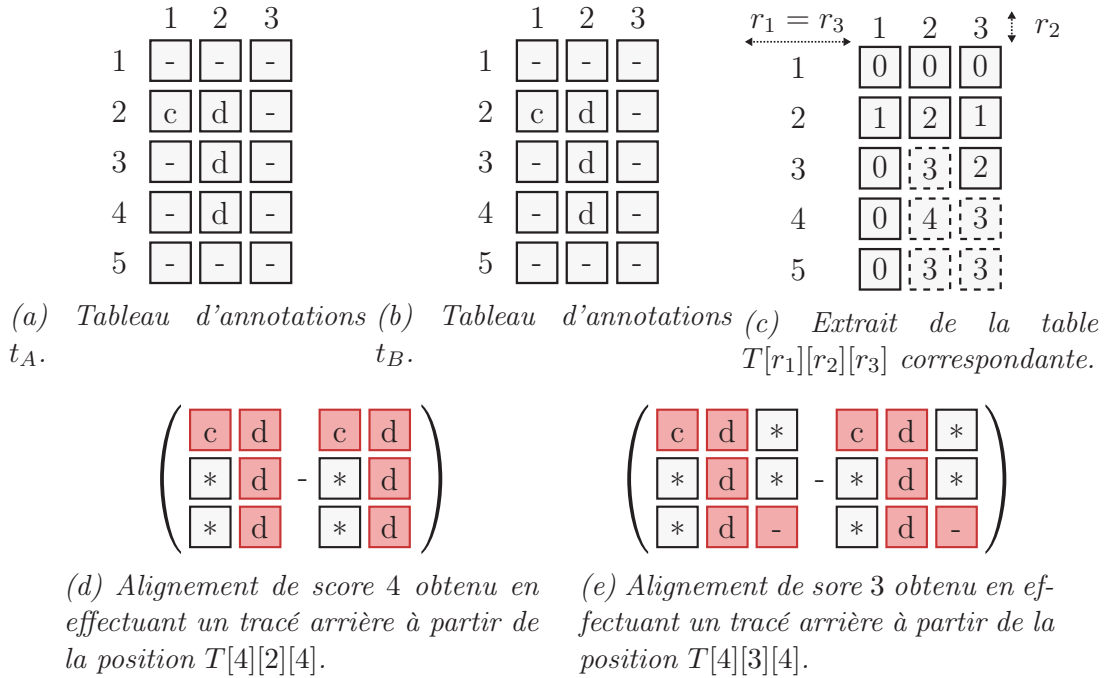 1 2 3
1 - - -
2 c d -
3 - d -
4 - d -
5 - - -
(a) Tableau d'annotations
t_A.
1 2 3
1 - - -
2 c d -
3 - d -
4 - d -
5 - - -
(b) Tableau d'annotations
t_B.
r_1 = r_3 1 2 3 r_2
1 0 0 0
2 1 2 1
3 0 3 2
4 0 4 3
5 0 3 3
(c) Extrait de la table
T[r_1][r_2][r_3] correspondante.
c d c d
* d - * d
* d * d
(d) Alignement de score 4 obtenu en
effectuant un tracé arrière à partir de
la position T[4][2][4].
c d * c d *
* d * - * d *
* d - * d -
(e) Alignement de sore 3 obtenu en ef-
fectuant un tracé arrière à partir de la
position T[4][3][4].